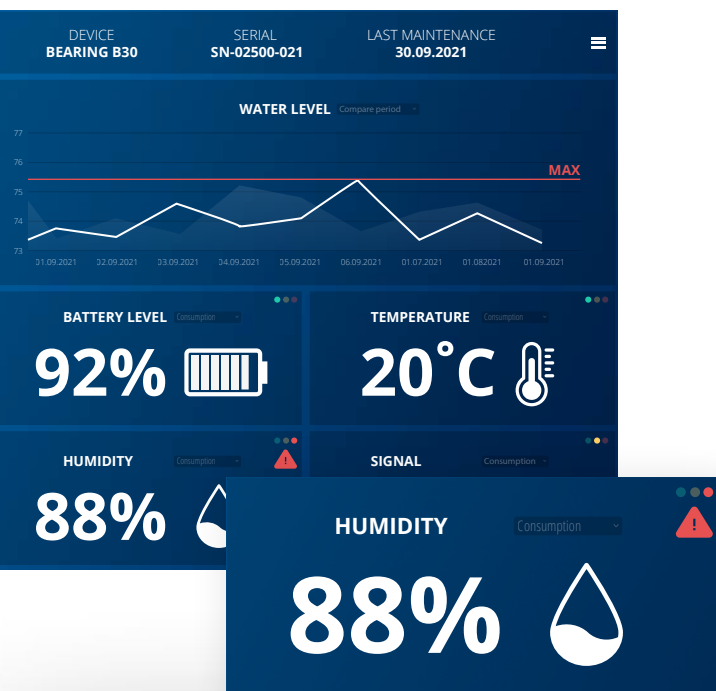 DEVICE SERIAL LAST MAINTENANCE
BEARING B30 SN-02500-021 30.09.2021
WATER LEVEL Compare period
77
76
MAX
75
74
73
01.09.2021 02.09.2021 03.09.2021 04.09.2021 05.09.2021 06.09.2021 01.07.2021 01.082021 01.09.2021
BATTERY LEVEL Consumption
92%
TEMPERATURE Consumption
20°C
HUMIDITY Consumption
!
88%
SIGNAL Consumption
HUMIDITY Consumption
!
88%